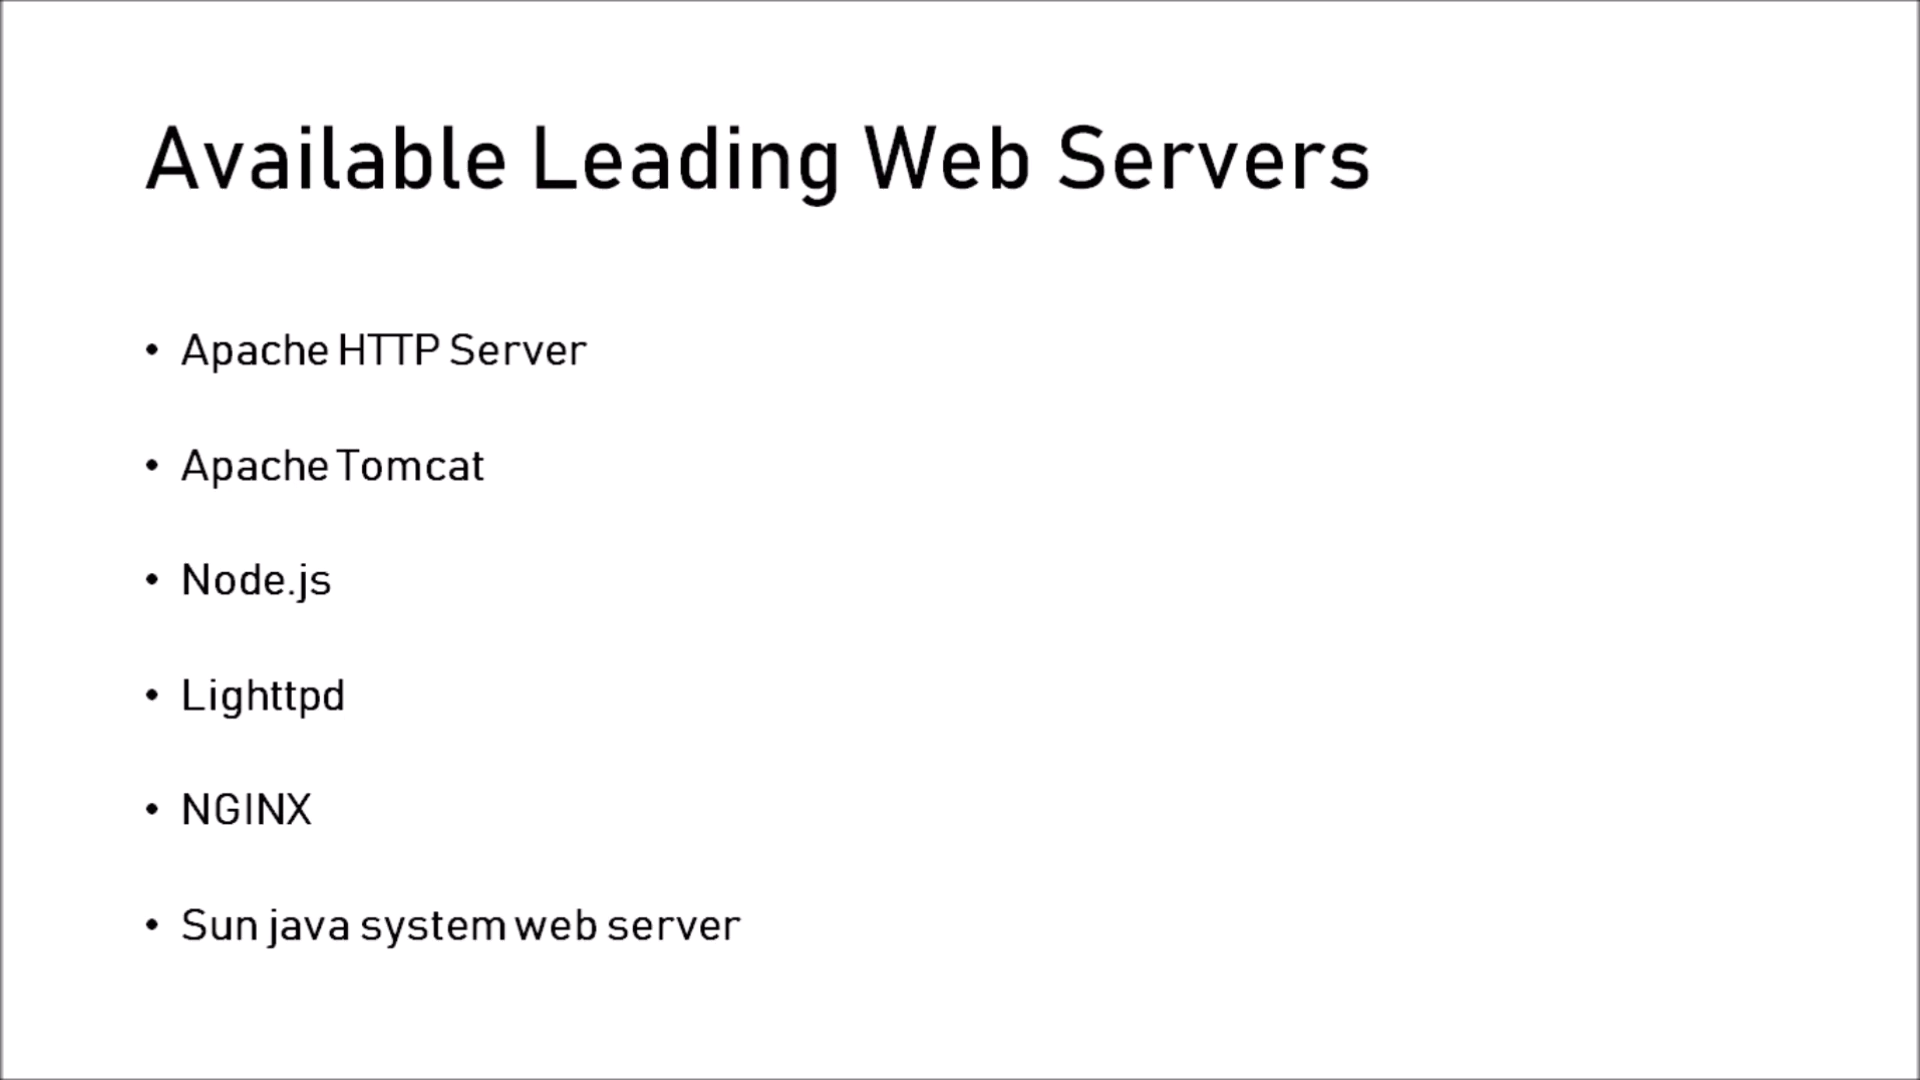 Available Leading Web Servers
• Apache HTTP Server
• Apache Tomcat
• Node.js
• Lighttpd
• NGINX
• Sun java system web server